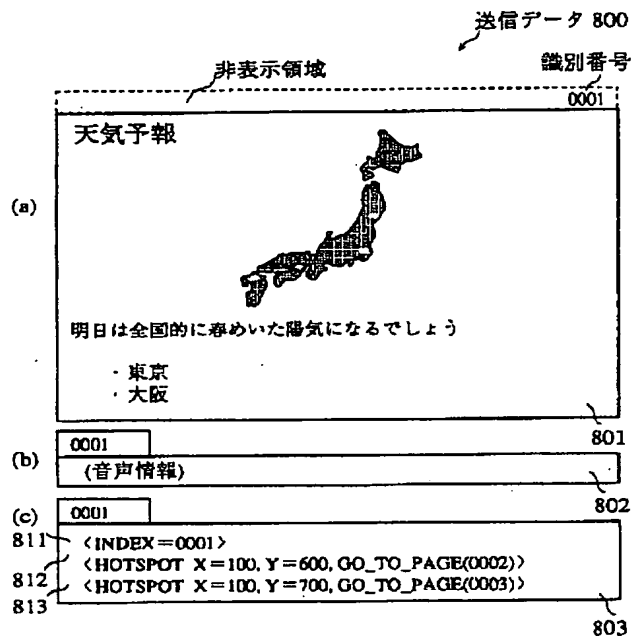 送信データ 800
非表示領域
識別番号
0001
天気予報
(a)
明日は全国的に春めいた陽気になるでしょう
・東京
・大阪
801
0001
(b)
(音声情報)
802
(c)
0001
811
〈INDEX=0001〉
812
〈HOTSPOT X=100, Y=600, GO_TO_PAGE(0002)〉
813
〈HOTSPOT X=100, Y=700, GO_TO_PAGE(0003)〉
803